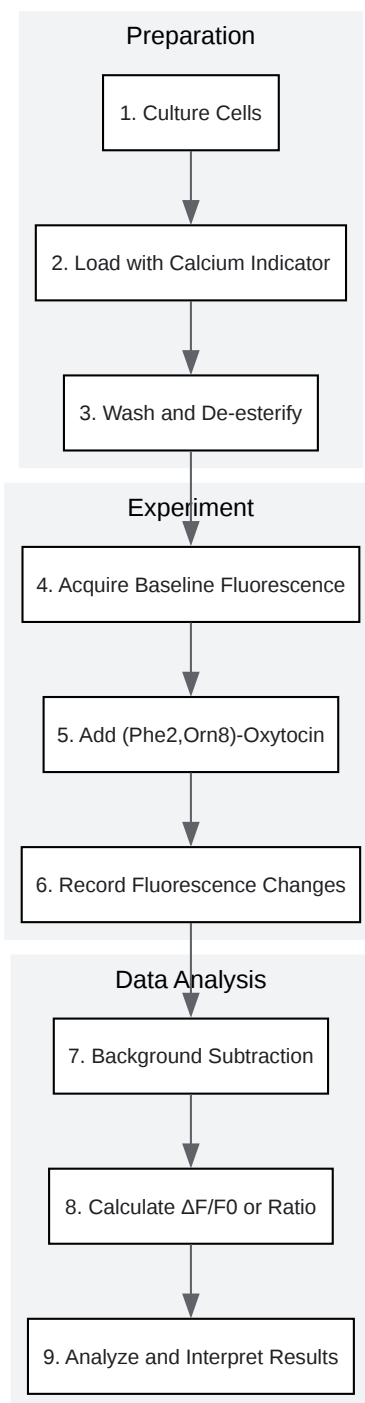 Preparation
1. Culture Cells
2. Load with Calcium Indicator
3. Wash and De-esterify
Experiment
4. Acquire Baseline Fluorescence
5. Add (Phe2,Orn8)-Oxytocin
6. Record Fluorescence Changes
Data Analysis
7. Background Subtraction
8. Calculate ΔF/F0 or Ratio
9. Analyze and Interpret Results